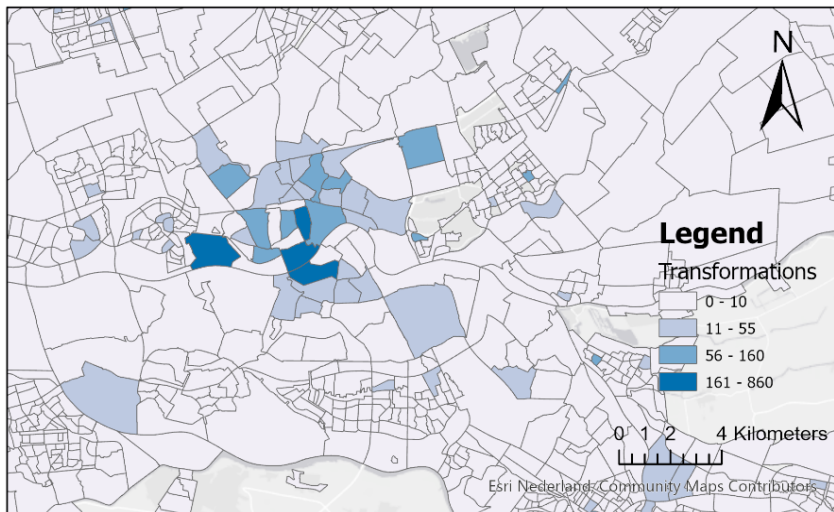 N
Legend
Transformations
0 - 10
11 - 55
56 - 160
161 - 860
0 1 2 4 Kilometers
Esri Nederland, Community Maps Contributors